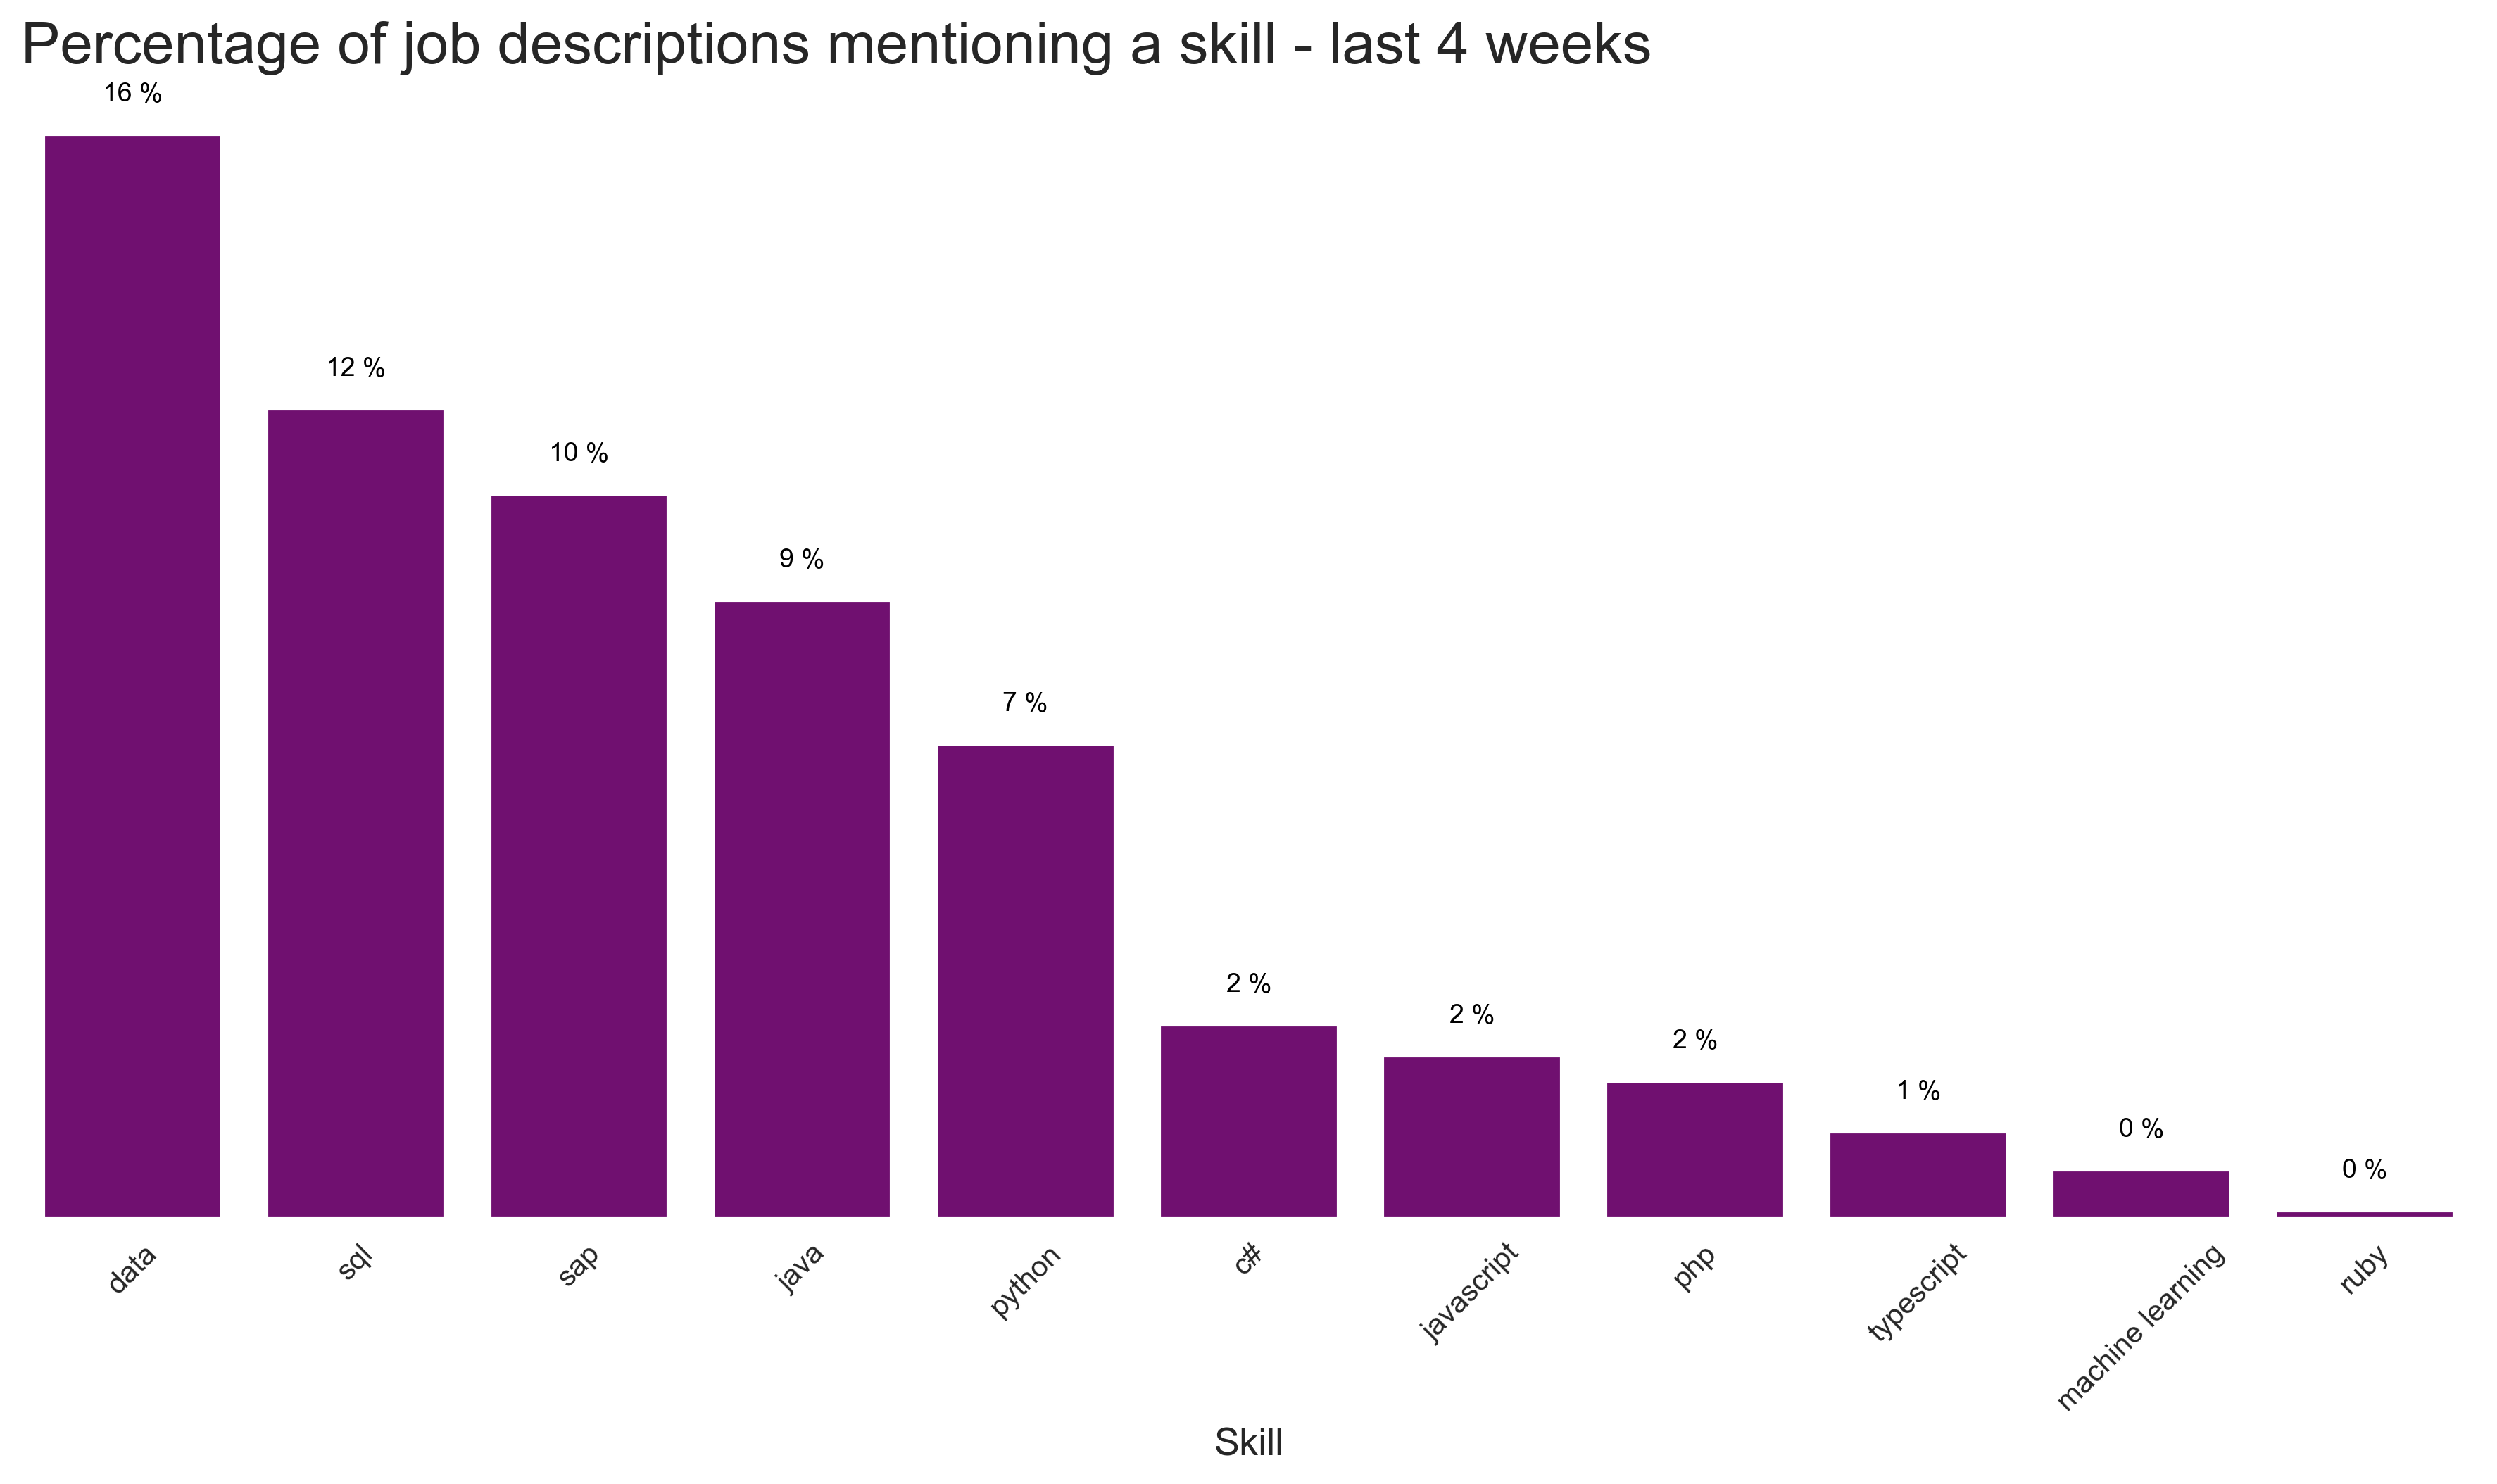 Percentage of job descriptions mentioning a skill - last 4 weeks
16 %
12 %
10 %
9 %
7 %
2 %
2 %
2 %
1 %
0 %
0 %
data
sql
sap
java
python
c#
javascript
php
typescript
machine learning
ruby
Skill